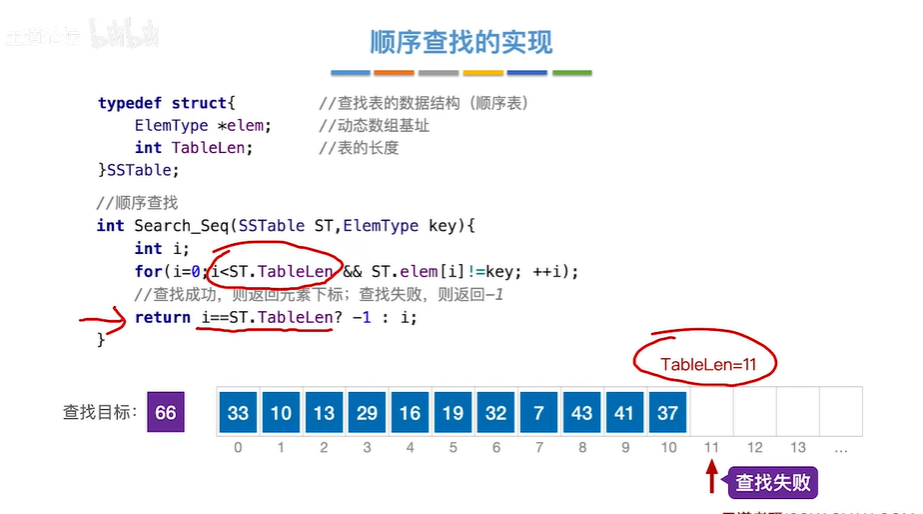 bilibili
顺序查找的实现
typedef struct{ //查找表的数据结构（顺序表）
ElemType *elem; //动态数组基址
int TableLen; //表的长度
}SSTable;
//顺序查找
int Search_Seq(SSTable ST,ElemType key){
int i;
for(i=0;i<ST.TableLen && ST.elem[i]!=key; ++i);
//查找成功，则返回元素下标；查找失败，则返回-1
return i==ST.TableLen? -1 : i;
}
TableLen=11
查找目标： 66 33 10 13 29 16 19 32 7 43 41 37
0 1 2 3 4 5 6 7 8 9 10 11 12 13 ...
查找失败